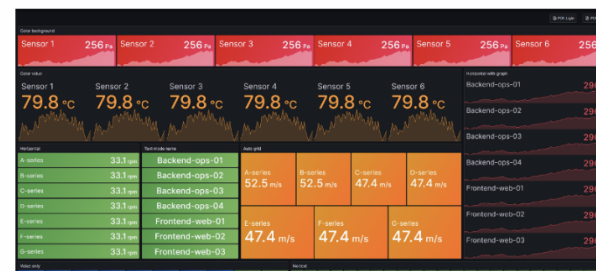 Color background
Sensor 1 256 Pa Sensor 2 256 Pa Sensor 3 256 Pa Sensor 4 256 Pa Sensor 5 256 Pa Sensor 6 256
Color value
Sensor 1 Sensor 2 Sensor 3 Sensor 4 Sensor 5 Sensor 6
79.8 °C 79.8 °C 79.8 °C 79.8 °C 79.8 °C 79.8 °C
Horizontal with graph
Backend-ops-01
Backend-ops-02
Backend-ops-03
Backend-ops-04
Frontend-web-01
Frontend-web-02
Frontend-web-03
Horizontal
A-series 33.1 rpm
B-series 33.1 rpm
C-series 33.1 rpm
D-series 33.1 rpm
E-series 33.1 rpm
F-series 33.1 rpm
G-series 33.1 rpm
Text mode name
Backend-ops-01
Backend-ops-02
Backend-ops-03
Backend-ops-04
Frontend-web-01
Frontend-web-02
Frontend-web-03
Auto grid
A-series B-series C-series D-series
52.5 m/s 52.5 m/s 47.4 m/s 47.4 m/s
E-series F-series G-series
47.4 m/s 47.4 m/s 47.4 m/s
Value only
Vertical